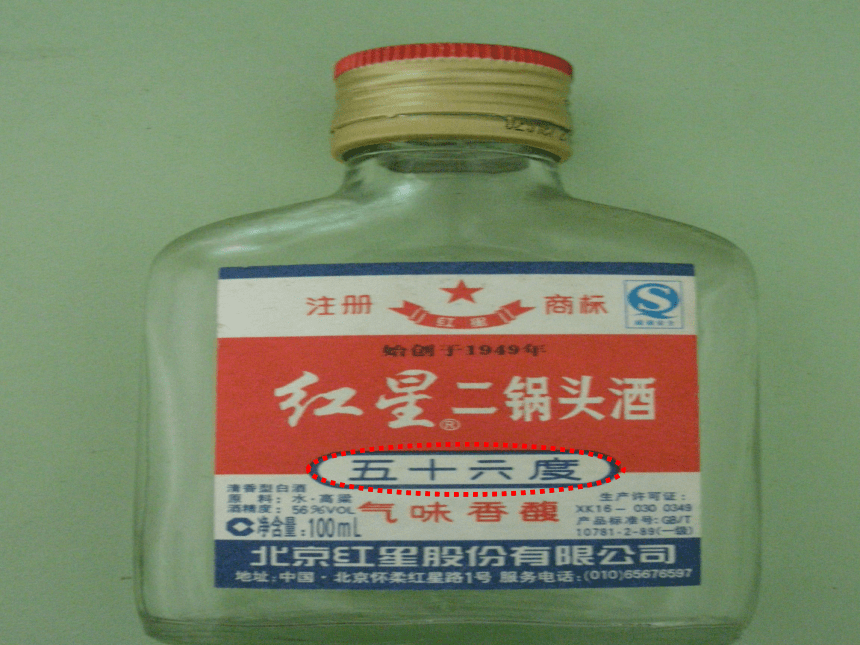 注册 红星 商标
始创于1949年
红星®二锅头酒
五十六度
清香型白酒
原 料：水·高粱
酒精度：56%VOL
净含量：100mL
气味香馥
生产许可证：
XK16－030 0349
产品标准号：GB/T
10781-2-89(一级)
北京红星股份有限公司
地址：中国·北京怀柔红星路1号 服务电话：(010)65676597